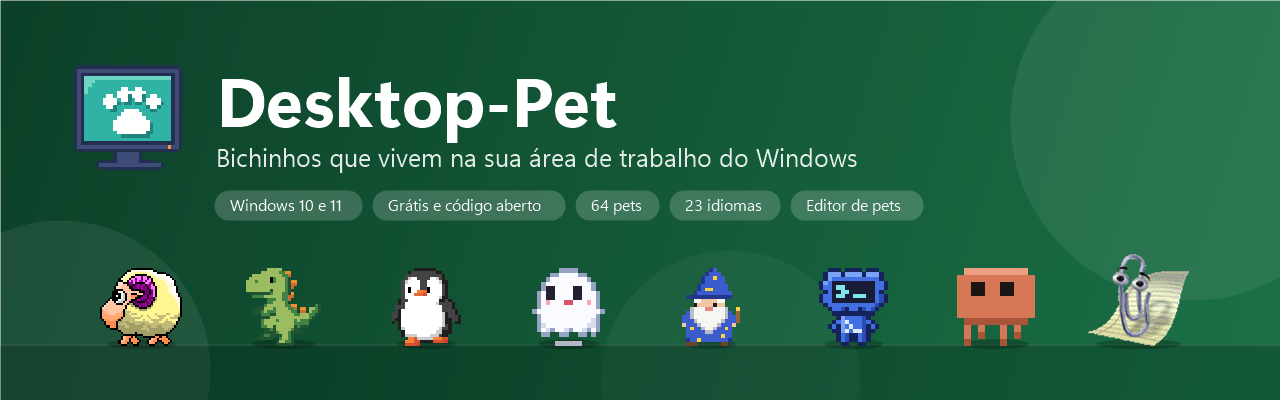 Desktop-Pet
Bichinhos que vivem na sua área de trabalho do Windows
Windows 10 e 11
Grátis e código aberto
64 pets
23 idiomas
Editor de pets